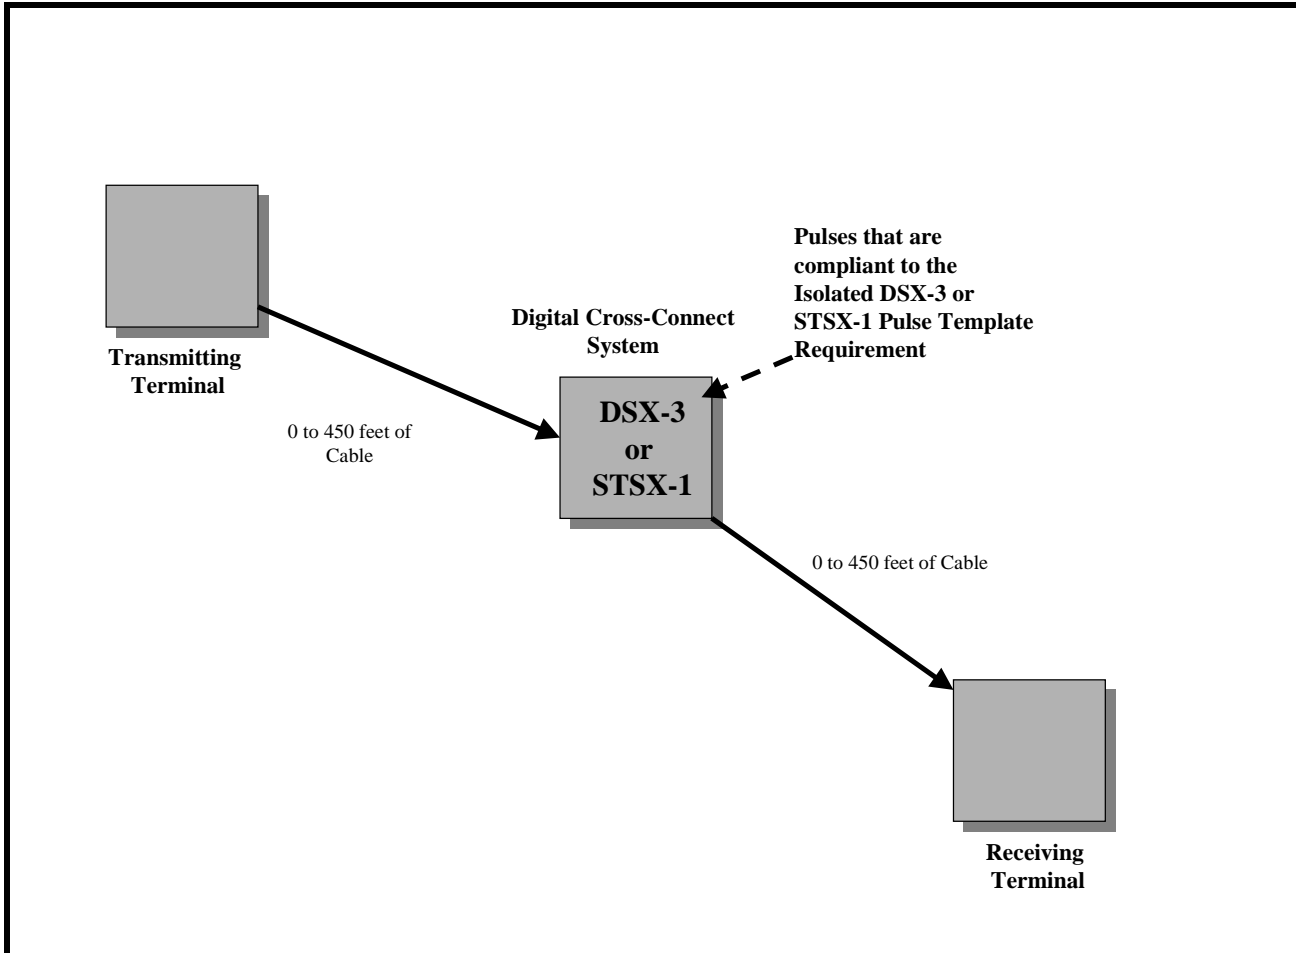 Pulses that are
compliant to the
Isolated DSX-3 or
STSX-1 Pulse Template
Requirement
Digital Cross-Connect
System
Transmitting
Terminal
DSX-3
or
STSX-1
0 to 450 feet of
Cable
0 to 450 feet of Cable
Receiving
Terminal